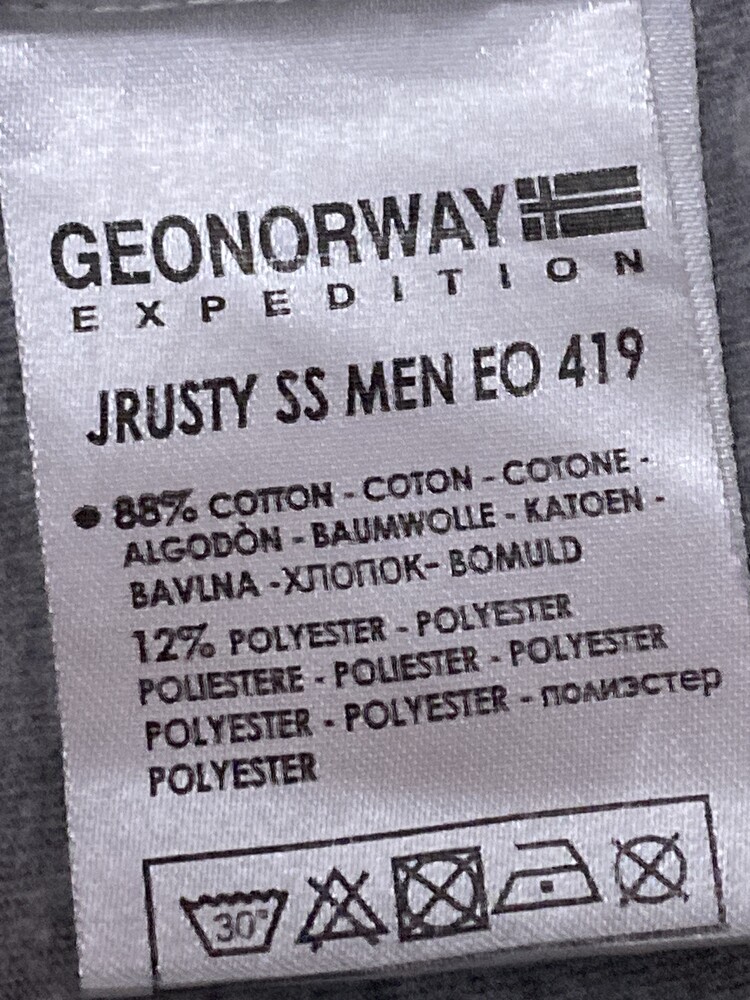 GEONORWAY
EXPEDITION
JRUSTY SS MEN EO 419
● 88% COTTON - COTON - COTONE -
ALGODÒN - BAUMWOLLE - KATOEN -
BAVLNA -ХЛОПОК- BOMULD
12% POLYESTER - POLYESTER
POLIESTERE - POLIESTER - POLYESTER
POLYESTER - POLYESTER - полиэстер
POLYESTER
30°